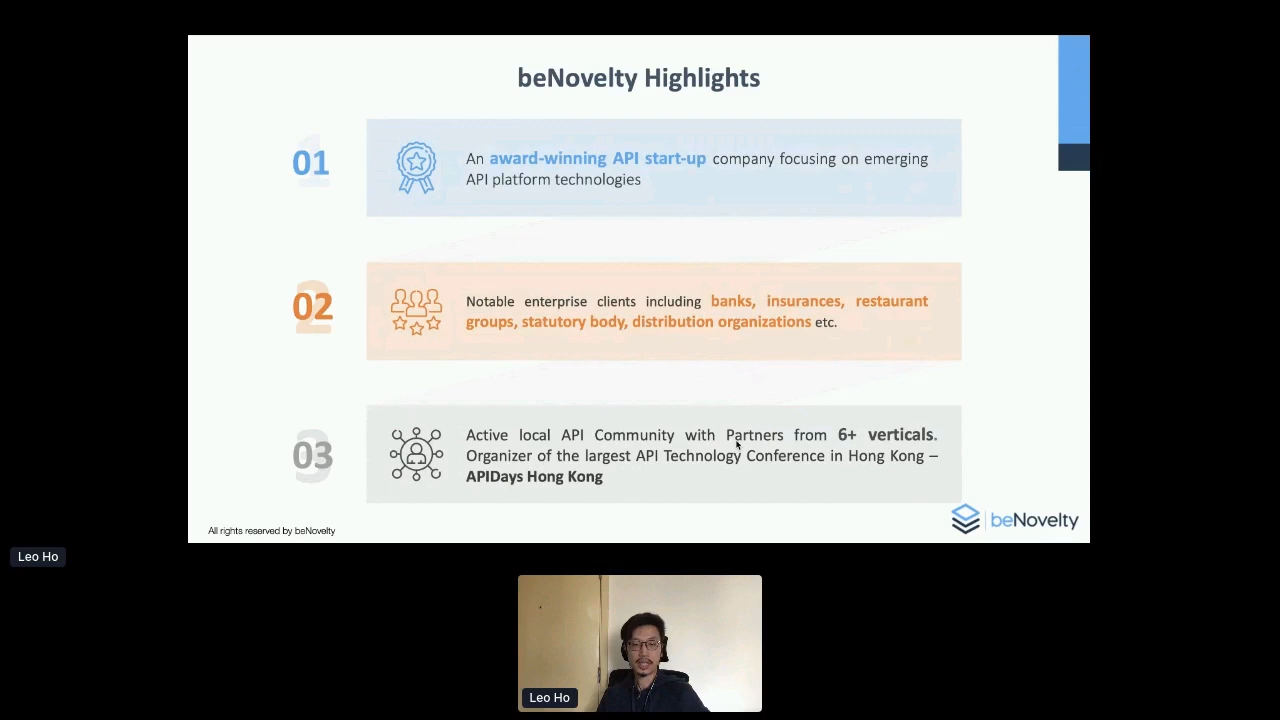 beNovelty Highlights
01
An award-winning API start-up company focusing on emerging
API platform technologies
02
Notable enterprise clients including banks, insurances, restaurant
groups, statutory body, distribution organizations etc.
03
Active local API Community with Partners from 6+ verticals.
Organizer of the largest API Technology Conference in Hong Kong –
APIDays Hong Kong
All rights reserved by beNovelty
beNovelty
Leo Ho
Leo Ho